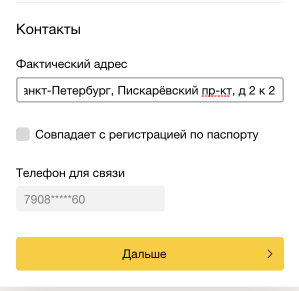 Контакты
Фактический адрес
анкт-Петербург, Пискарёвский пр-кт, д 2 к 2
Совпадает с регистрацией по паспорту
Телефон для связи
7908*****60
Дальше